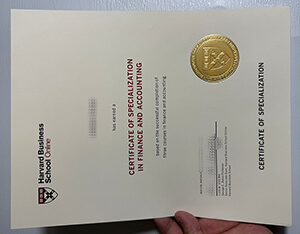 Harvard Business
School Online
has earned a
CERTIFICATE OF SPECIALIZATION
IN FINANCE AND ACCOUNTING
based on the successful completion of
three courses in finance and accounting.
CERTIFICATE OF SPECIALIZATION